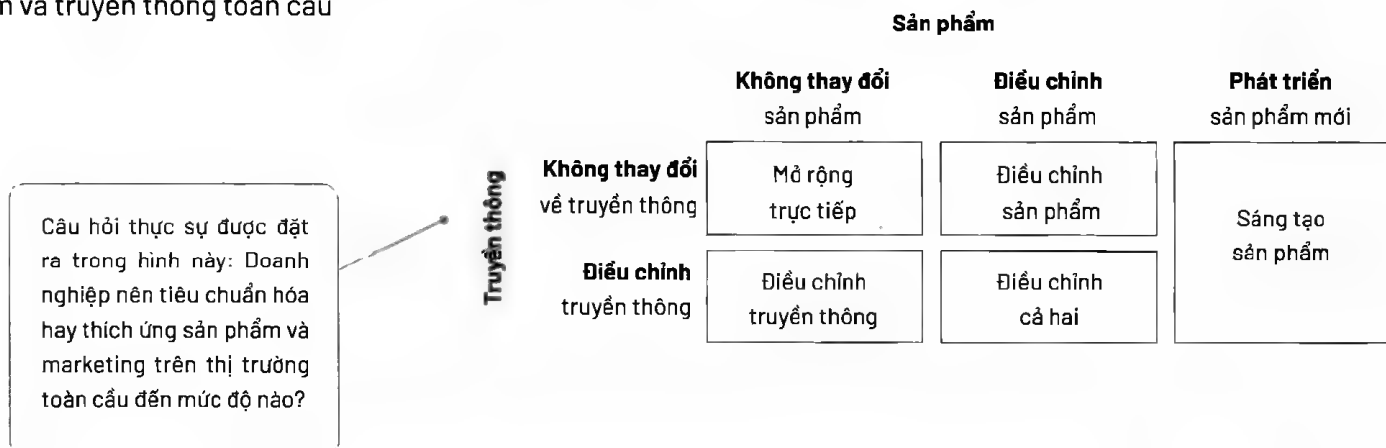 và truyền thông toàn cầu
Sản phẩm
Không thay đổi
sản phẩm
Điều chỉnh
sản phẩm
Phát triển
sản phẩm mới
Truyền thông
Không thay đổi
về truyền thông
Mở rộng
trực tiếp
Điều chỉnh
sản phẩm
Sáng tạo
sản phẩm
Điều chỉnh
truyền thông
Điều chỉnh
truyền thông
Điều chỉnh
cả hai
Câu hỏi thực sự được đặt
ra trong hình này: Doanh
nghiệp nên tiêu chuẩn hóa
hay thích ứng sản phẩm và
marketing trên thị trường
toàn cầu đến mức độ nào?